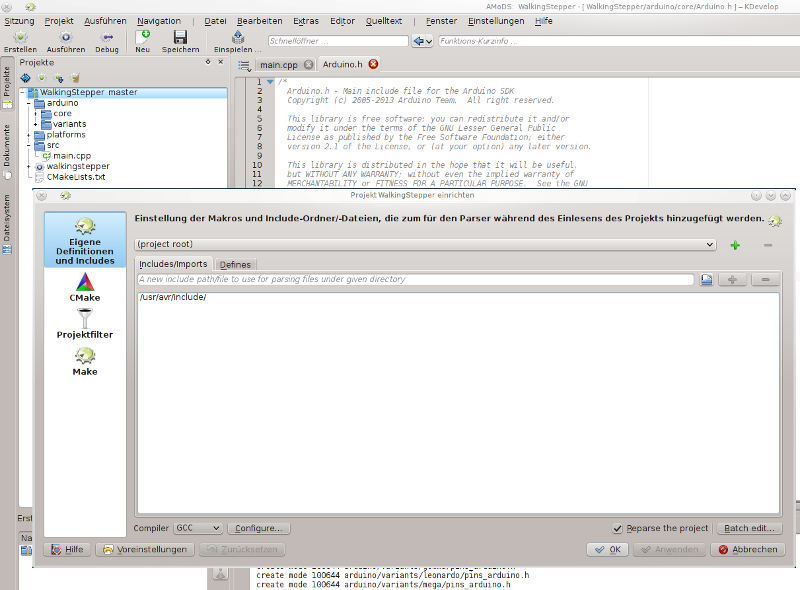 AMoDS: WalkingStepper - [ WalkingStepper/arduino/core/Arduino.h ] – KDevelop
Sitzung Projekt Ausführen Navigation Datei Bearbeiten Extras Editor Quelltext Fenster Einstellungen Hilfe
Erstellen Ausführen Debug Neu Speichern Einspielen ...
Schnellöffner ...
Funktions-Kurzinfo ...
Projekte
Projekte
Dokumente
Dateisystem
WalkingStepper master
arduino
core
variants
platforms
src
main.cpp
walkingstepper
CMakeLists.txt
main.cpp Arduino.h
1 /*
2 Arduino.h - Main include file for the Arduino SDK
3 Copyright (c) 2005-2013 Arduino Team. All right reserved.
4
5 This library is free software; you can redistribute it and/or
6 modify it under the terms of the GNU Lesser General Public
7 License as published by the Free Software Foundation; either
8 version 2.1 of the License, or (at your option) any later version.
9
10 This library is distributed in the hope that it will be useful,
11 but WITHOUT ANY WARRANTY; without even the implied warranty of
12 MERCHANTABILITY or FITNESS FOR A PARTICULAR PURPOSE. See the GNU
Projekt WalkingStepper einrichten
Eigene
Definitionen
und Includes
CMake
Projektfilter
Make
Einstellung der Makros und Include-Ordner/-Dateien, die zum für den Parser während des Einlesens des Projekts hinzugefügt werden.
(project root)
Includes/Imports Defines
A new include path/file to use for parsing files under given directory
/usr/avr/include/
Compiler GCC Configure... Reparse the project Batch edit...
Hilfe Voreinstellungen Zurücksetzen OK Anwenden Abbrechen
Erst
Na
create mode 100644 arduino/variants/leonardo/pins_arduino.h
create mode 100644 arduino/variants/mega/pins_arduino.h